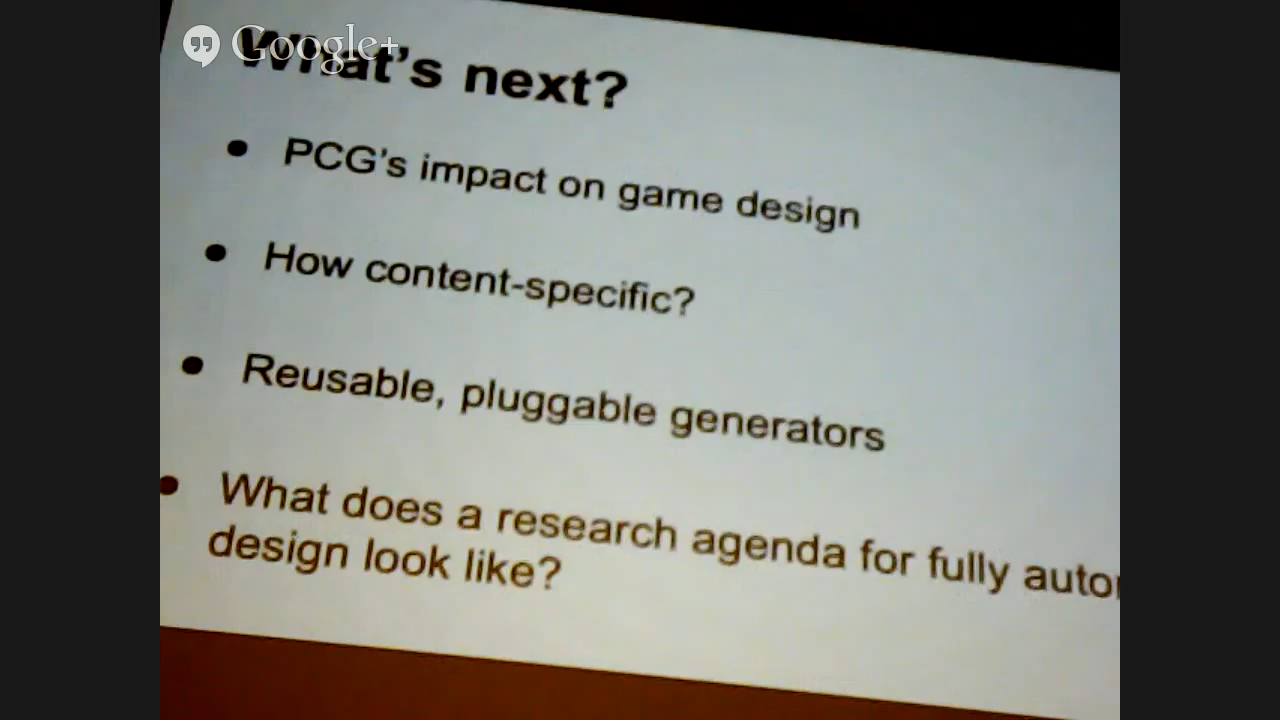 Google+
What's next?
• PCG's impact on game design
• How content-specific?
• Reusable, pluggable generators
• What does a research agenda for fully
design look like?